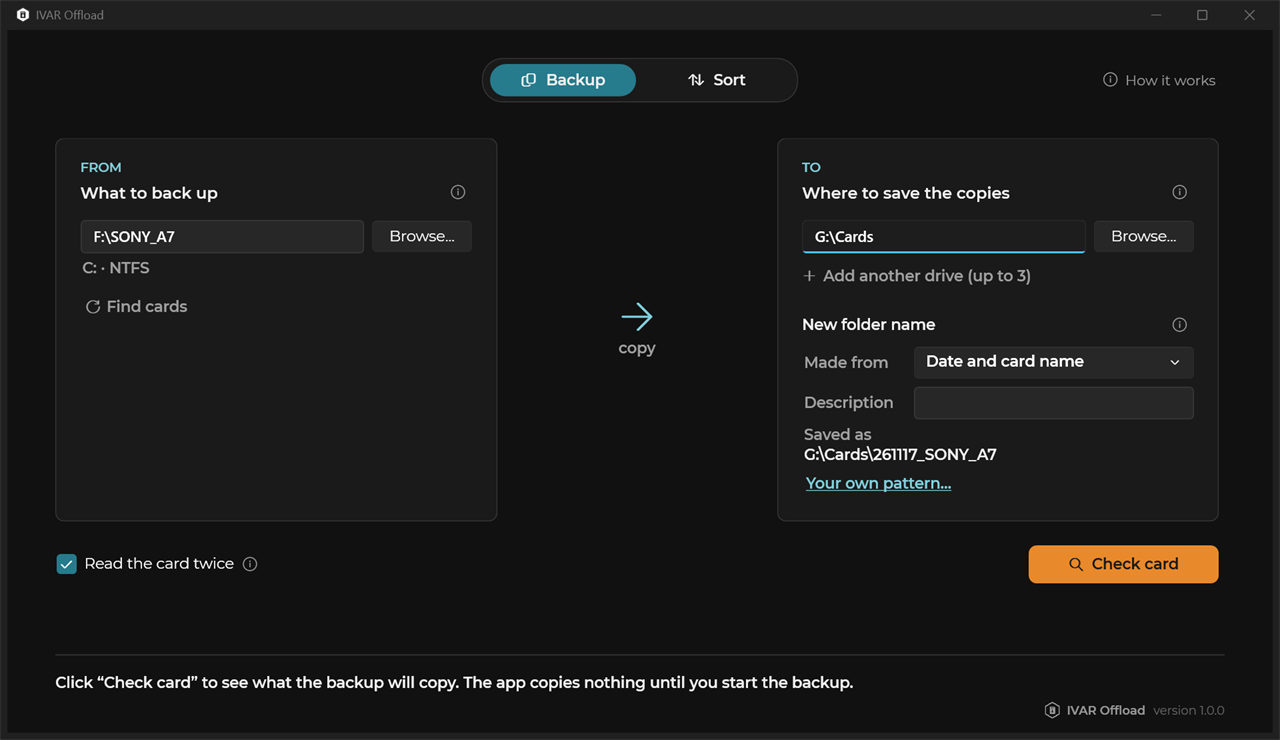 IVAR Offload
Backup
Sort
How it works
FROM
What to back up
F:\SONY_A7
Browse...
C: · NTFS
Find cards
copy
TO
Where to save the copies
G:\Cards
Browse...
+ Add another drive (up to 3)
New folder name
Made from
Date and card name
Description
Saved as
G:\Cards\261117_SONY_A7
Your own pattern...
Read the card twice
Check card
Click “Check card” to see what the backup will copy. The app copies nothing until you start the backup.
IVAR Offload version 1.0.0